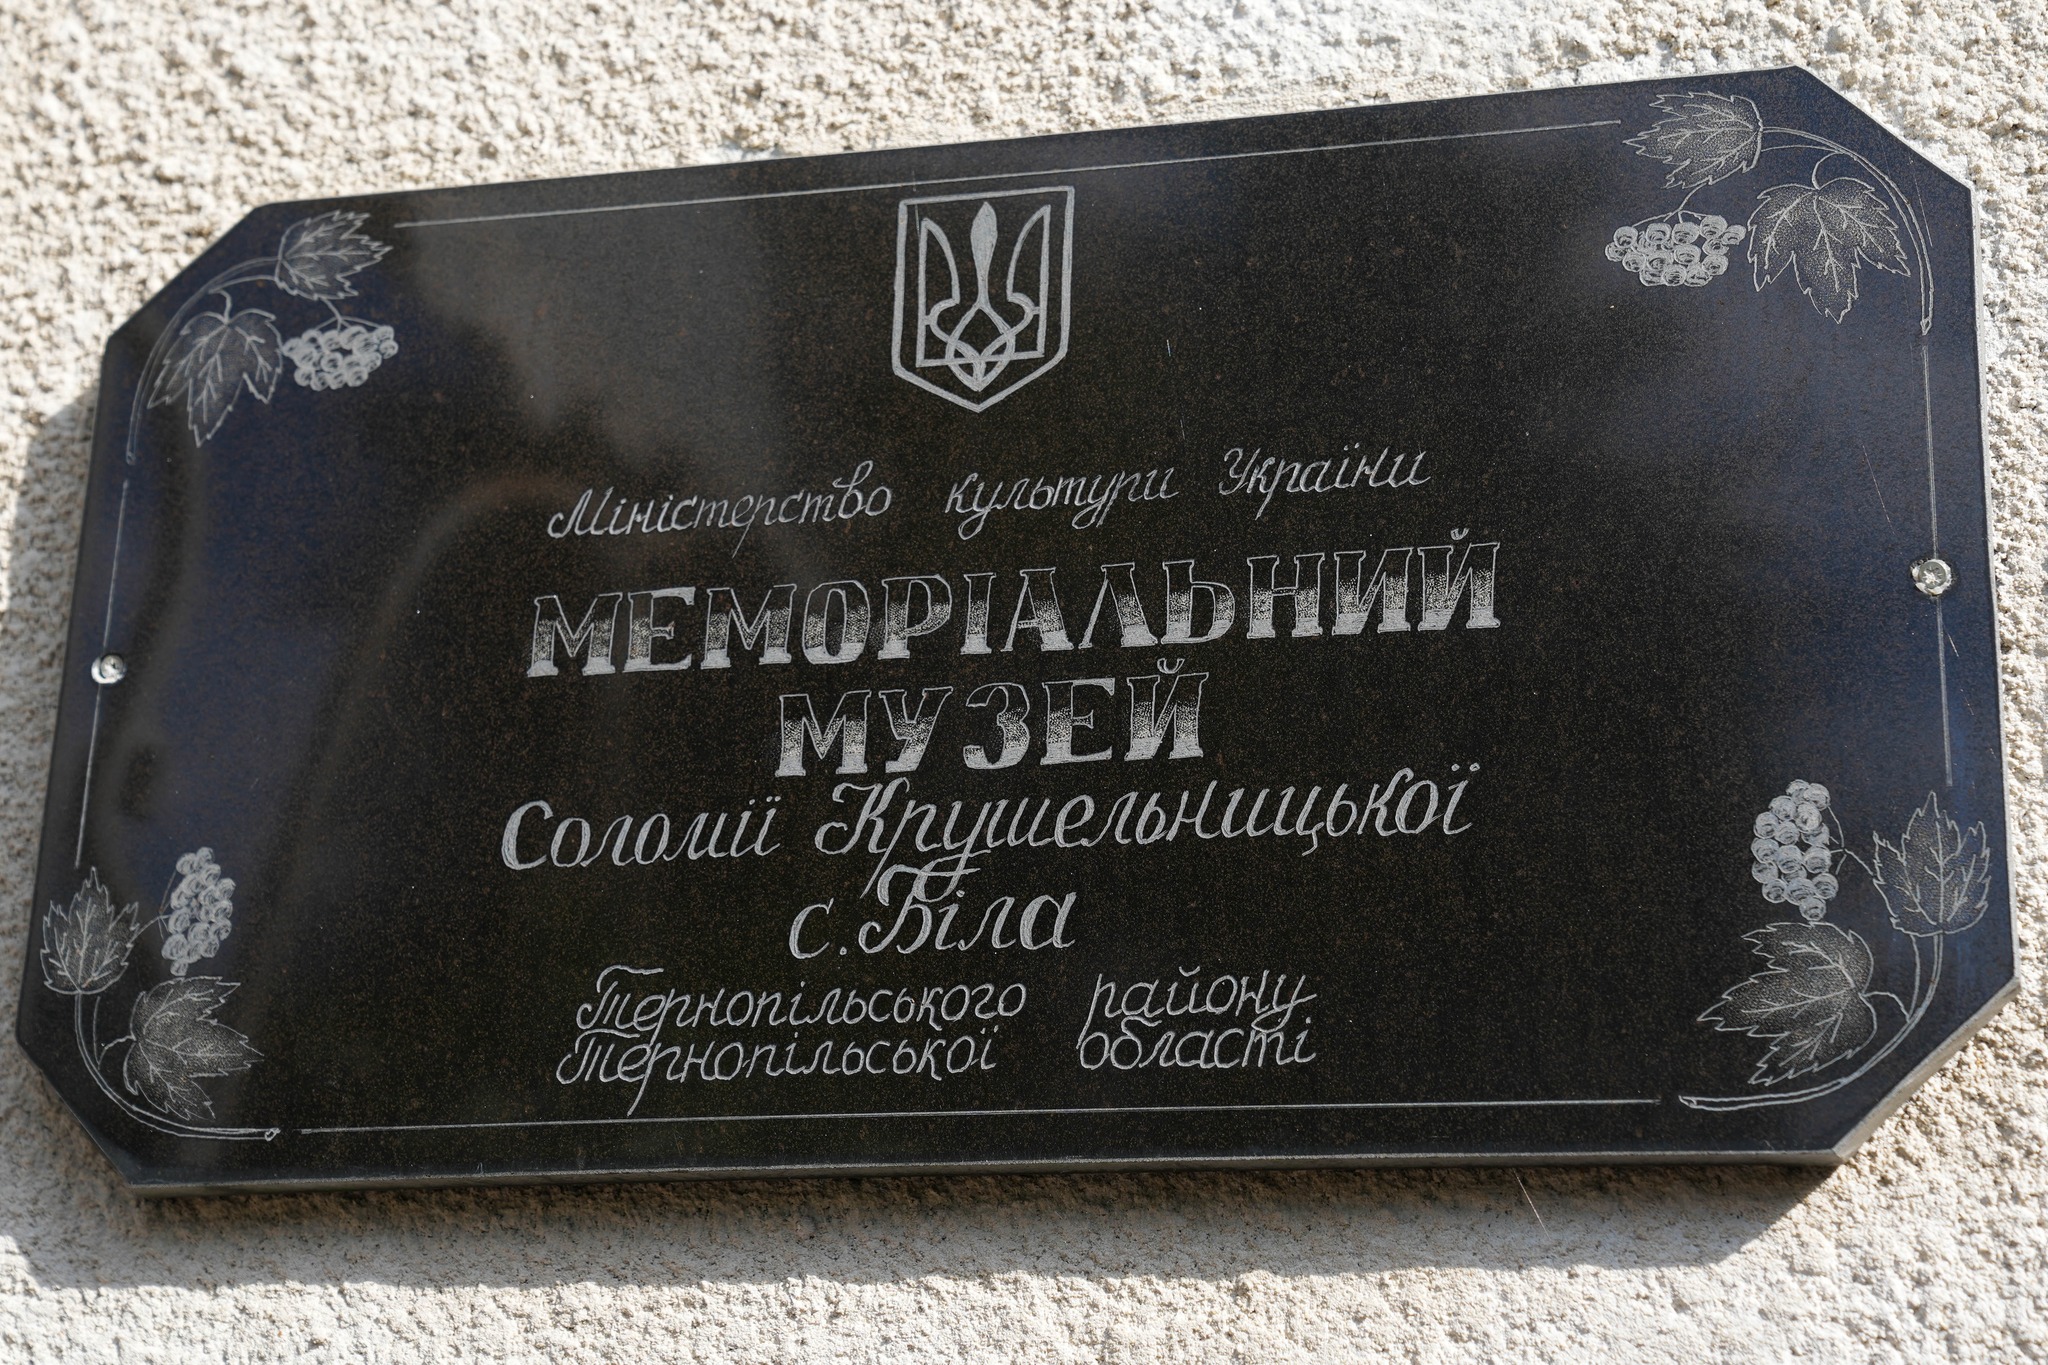 Міністерство культури України
МЕМОРІАЛЬНИЙ
МУЗЕЙ
Соломії Крушельницької
с. Біла
Тернопільського району
Тернопільської області